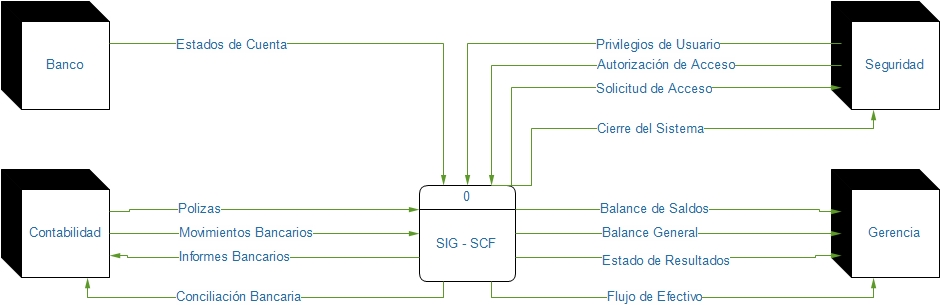 Banco
Estados de Cuenta
Privilegios de Usuario
Autorización de Acceso
Solicitud de Acceso
Seguridad
Cierre del Sistema
0
SIG - SCF
Contabilidad
Polizas
Movimientos Bancarios
Informes Bancarios
Conciliación Bancaria
Balance de Saldos
Balance General
Estado de Resultados
Flujo de Efectivo
Gerencia